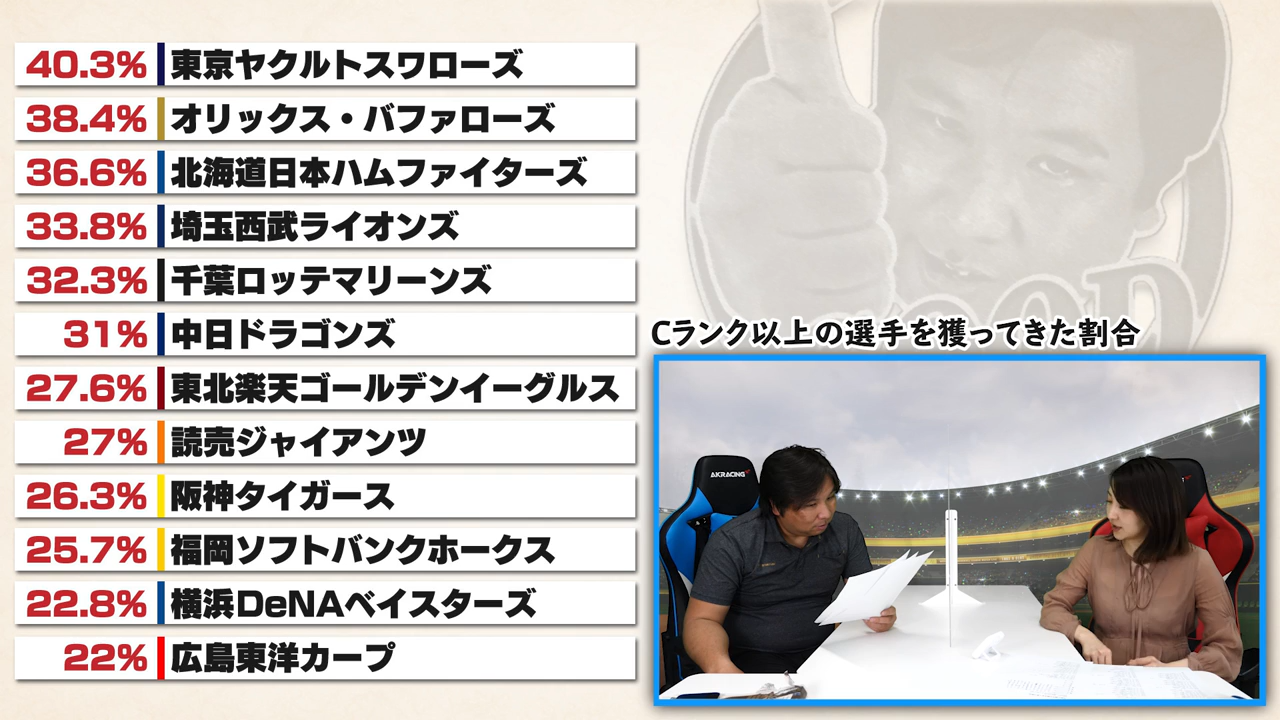 40.3% 東京ヤクルトスワローズ
38.4% オリックス・バファローズ
36.6% 北海道日本ハムファイターズ
33.8% 埼玉西武ライオンズ
32.3% 千葉ロッテマリーンズ
31% 中日ドラゴンズ
27.6% 東北楽天ゴールデンイーグルス
27% 読売ジャイアンツ
26.3% 阪神タイガース
25.7% 福岡ソフトバンクホークス
22.8% 横浜DeNAベイスターズ
22% 広島東洋カープ
Cランク以上の選手を獲ってきた割合
AKRACING